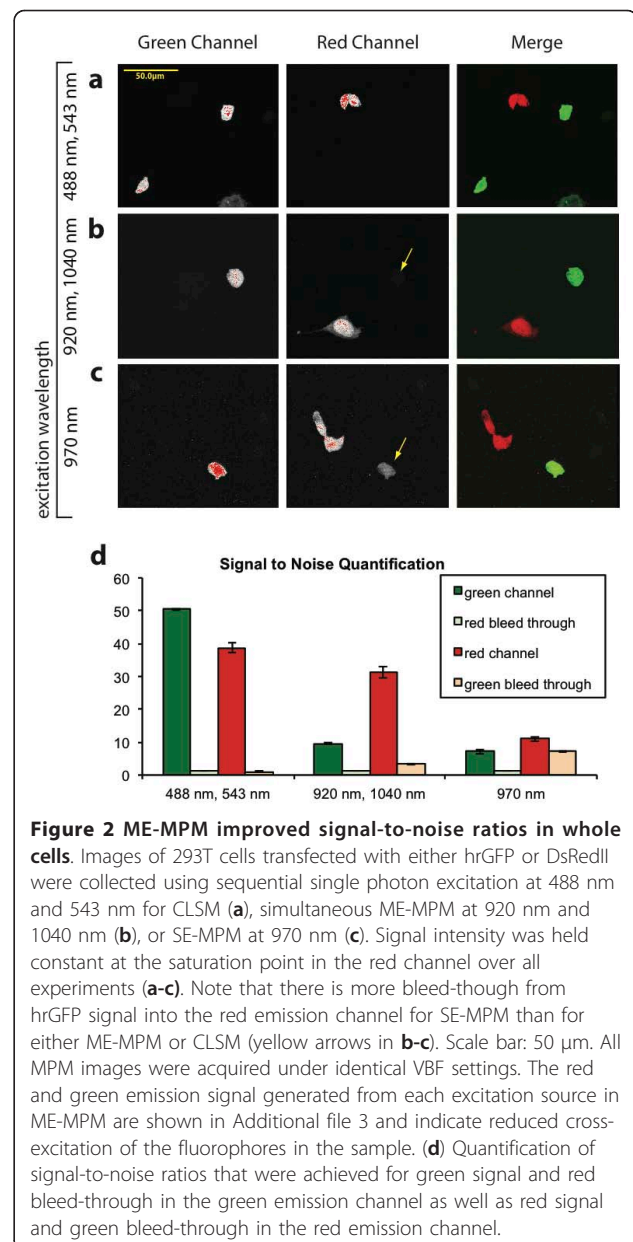 Green Channel Red Channel Merge
50.0µm
a
b
c
excitation wavelength
488 nm, 543 nm
920 nm, 1040 nm
970 nm
d
Signal to Noise Quantification
60
50
40
30
20
10
0
green channel
red bleed through
red channel
green bleed through
488 nm, 543 nm 920 nm, 1040 nm 970 nm
Figure 2 ME-MPM improved signal-to-noise ratios in whole
cells. Images of 293T cells transfected with either hrGFP or DsRedII
were collected using sequential single photon excitation at 488 nm
and 543 nm for CLSM (a), simultaneous ME-MPM at 920 nm and
1040 nm (b), or SE-MPM at 970 nm (c). Signal intensity was held
constant at the saturation point in the red channel over all
experiments (a-c). Note that there is more bleed-though from
hrGFP signal into the red emission channel for SE-MPM than for
either ME-MPM or CLSM (yellow arrows in b-c). Scale bar: 50 µm. All
MPM images were acquired under identical VBF settings. The red
and green emission signal generated from each excitation source in
ME-MPM are shown in Additional file 3 and indicate reduced cross-
excitation of the fluorophores in the sample. (d) Quantification of
signal-to-noise ratios that were achieved for green signal and red
bleed-through in the green emission channel as well as red signal
and green bleed-through in the red emission channel.